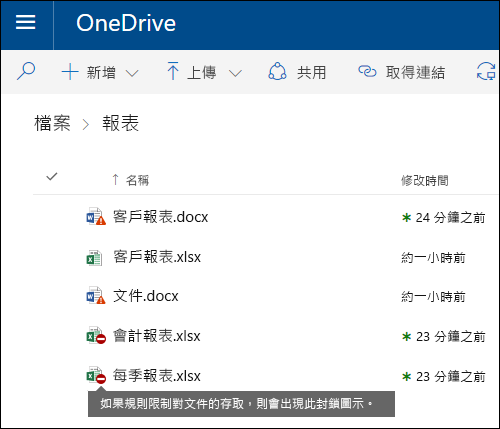 OneDrive
新增 上傳 共用 取得連結
檔案 > 報表
↑ 名稱 修改時間
客戶報表.docx * 24 分鐘之前
客戶報表.xlsx 約一小時前
文件.docx 約一小時前
會計報表.xlsx * 23 分鐘之前
每季報表.xlsx * 23 分鐘之前
如果規則限制對文件的存取，則會出現此封鎖圖示。